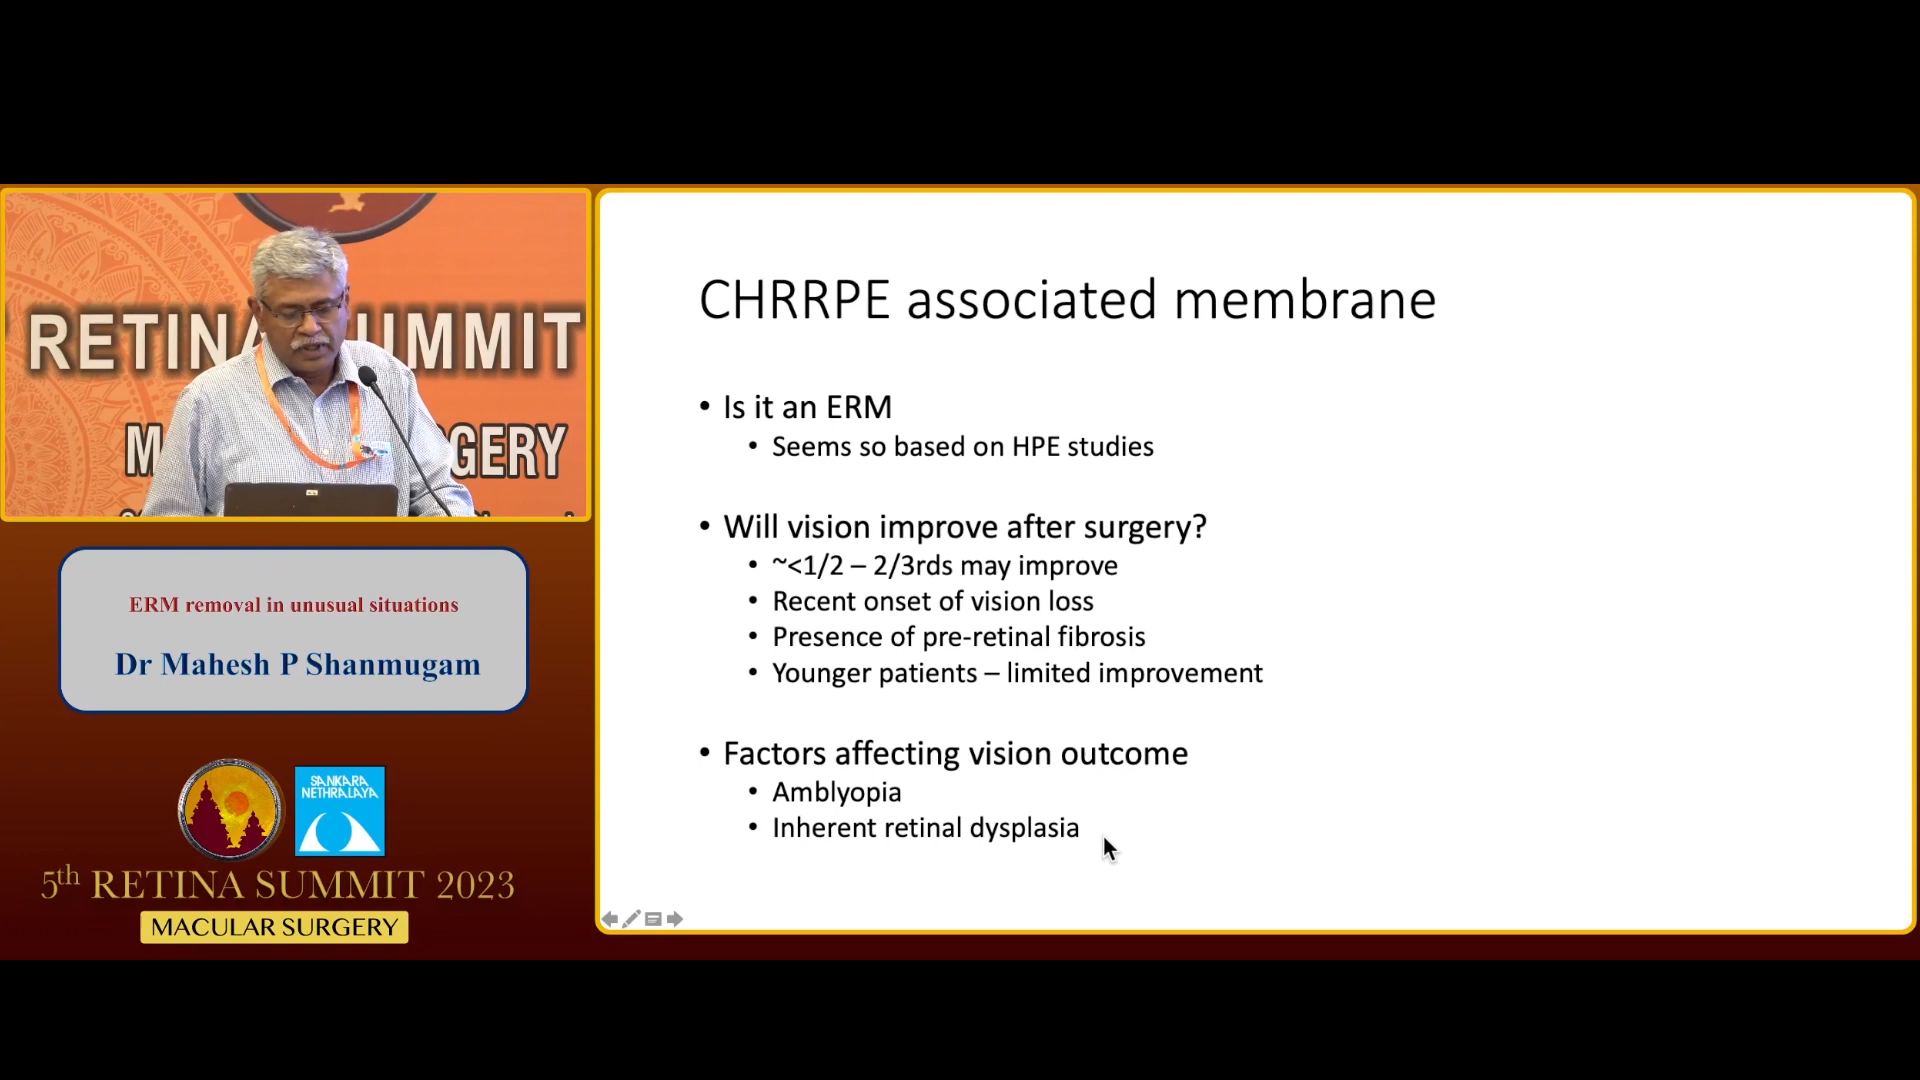 RETINA SUMMIT
M GERY
ERM removal in unusual situations
Dr Mahesh P Shanmugam
SANKARA
NETHRALAYA
5th RETINA SUMMIT 2023
MACULAR SURGERY
CHRRPE associated membrane
• Is it an ERM
• Seems so based on HPE studies
• Will vision improve after surgery?
• ~<1/2 – 2/3rds may improve
• Recent onset of vision loss
• Presence of pre-retinal fibrosis
• Younger patients – limited improvement
• Factors affecting vision outcome
• Amblyopia
• Inherent retinal dysplasia